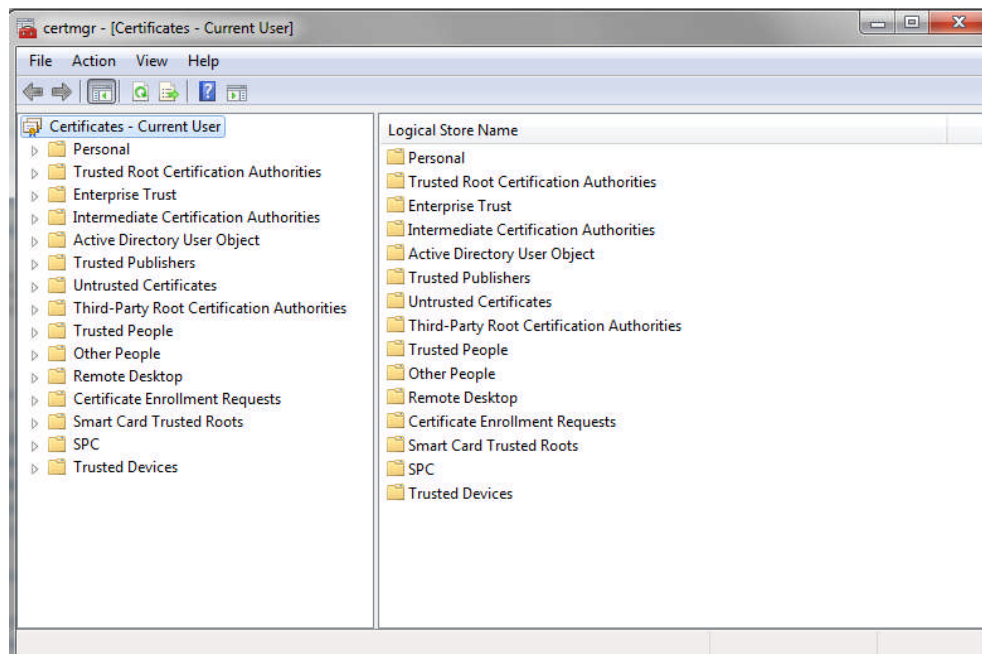 certmgr - [Certificates - Current User]
File Action View Help
Certificates - Current User
Personal
Trusted Root Certification Authorities
Enterprise Trust
Intermediate Certification Authorities
Active Directory User Object
Trusted Publishers
Untrusted Certificates
Third-Party Root Certification Authorities
Trusted People
Other People
Remote Desktop
Certificate Enrollment Requests
Smart Card Trusted Roots
SPC
Trusted Devices
Logical Store Name
Personal
Trusted Root Certification Authorities
Enterprise Trust
Intermediate Certification Authorities
Active Directory User Object
Trusted Publishers
Untrusted Certificates
Third-Party Root Certification Authorities
Trusted People
Other People
Remote Desktop
Certificate Enrollment Requests
Smart Card Trusted Roots
SPC
Trusted Devices